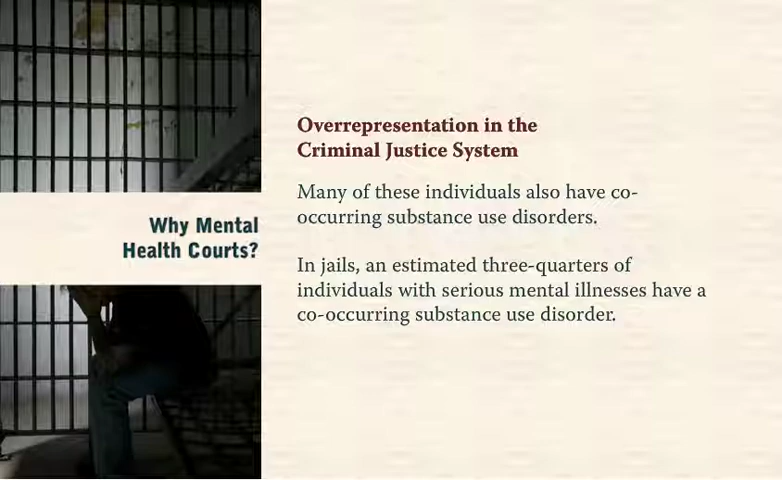 Why Mental
Health Courts?
Overrepresentation in the
Criminal Justice System
Many of these individuals also have co-
occurring substance use disorders.
In jails, an estimated three-quarters of
individuals with serious mental illnesses have a
co-occurring substance use disorder.